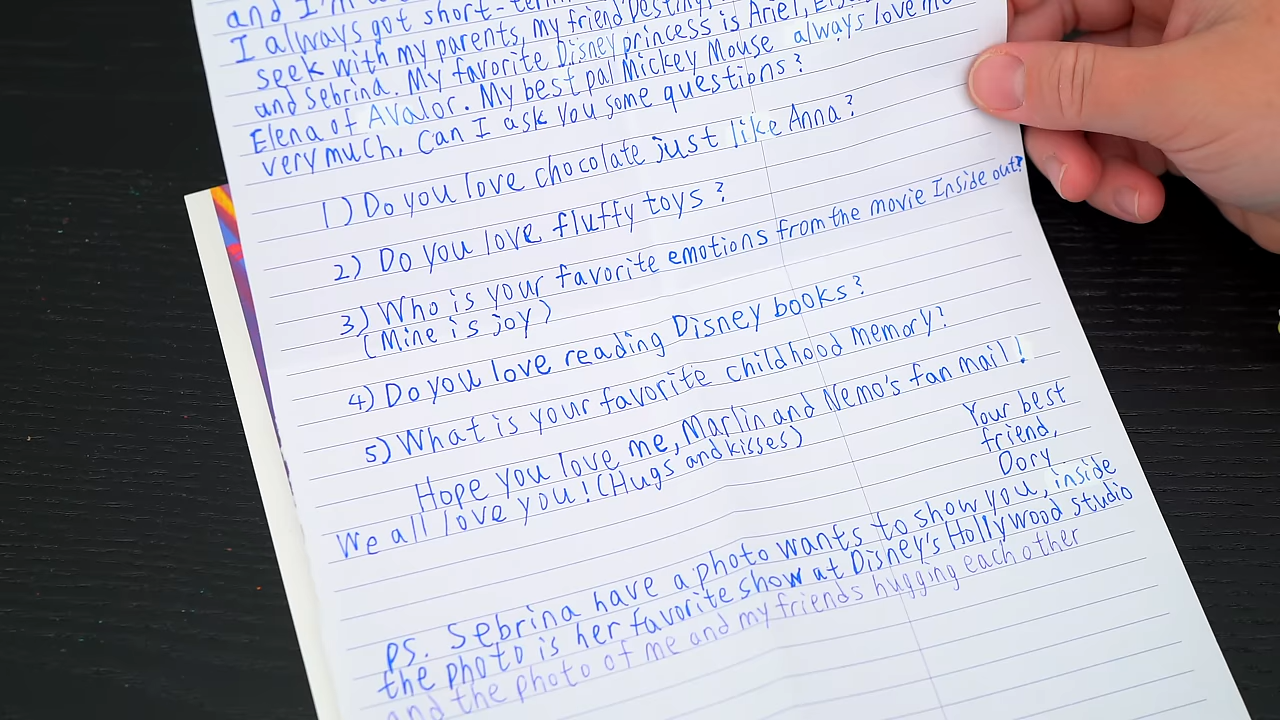 and I'm a
I always got short-term
seek with my parents, my friend Destiny
and sebrina. My favorite Disney princess is Ariel,
Elena of AValor. My best pal Mickey Mouse always love me
very much. Can I ask you some questions?
1) Do you love chocolate just like Anna?
2) Do you love fluffy toys?
3) Who is your favorite emotions from the movie Inside out?
(Mine is joy)
4) Do you love reading Disney books?
5) What is your favorite childhood memory?
Hope you love me, Marlin and Nemo's fan mail!
We all love you! (Hugs and kisses)
Your best
friend,
Dory
PS. Sebrina have a photo wants to show you, inside
the photo is her favorite show at Disney's Hollywood studio
and the photo of me and my friends hugging each other